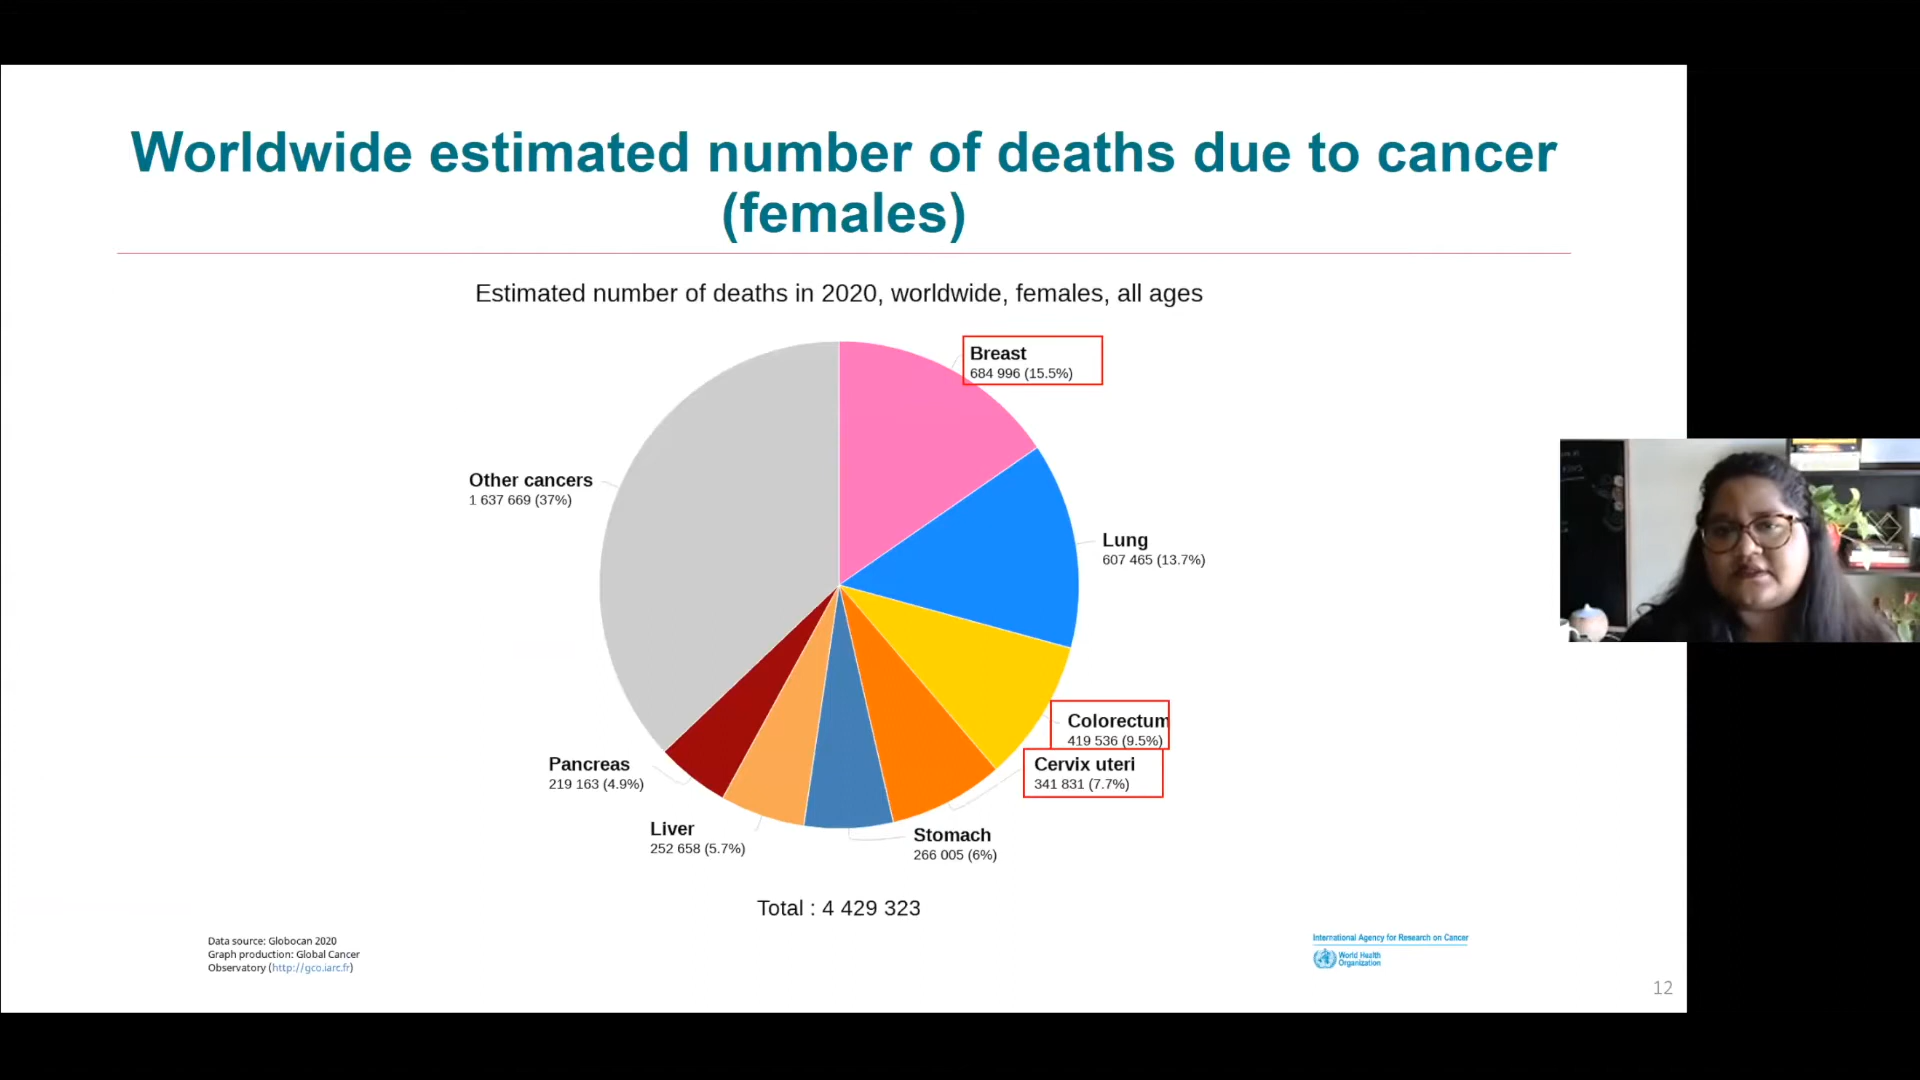 Worldwide estimated number of deaths due to cancer
(females)
Estimated number of deaths in 2020, worldwide, females, all ages
Breast
684 996 (15.5%)
Other cancers
1 637 669 (37%)
Lung
607 465 (13.7%)
Colorectum
419 536 (9.5%)
Cervix uteri
341 831 (7.7%)
Pancreas
219 163 (4.9%)
Liver
252 658 (5.7%)
Stomach
266 005 (6%)
Total : 4 429 323
Data source: Globocan 2020
Graph production: Global Cancer
Observatory (http://gco.iarc.fr)
International Agency for Research on Cancer
World Health
Organization
12